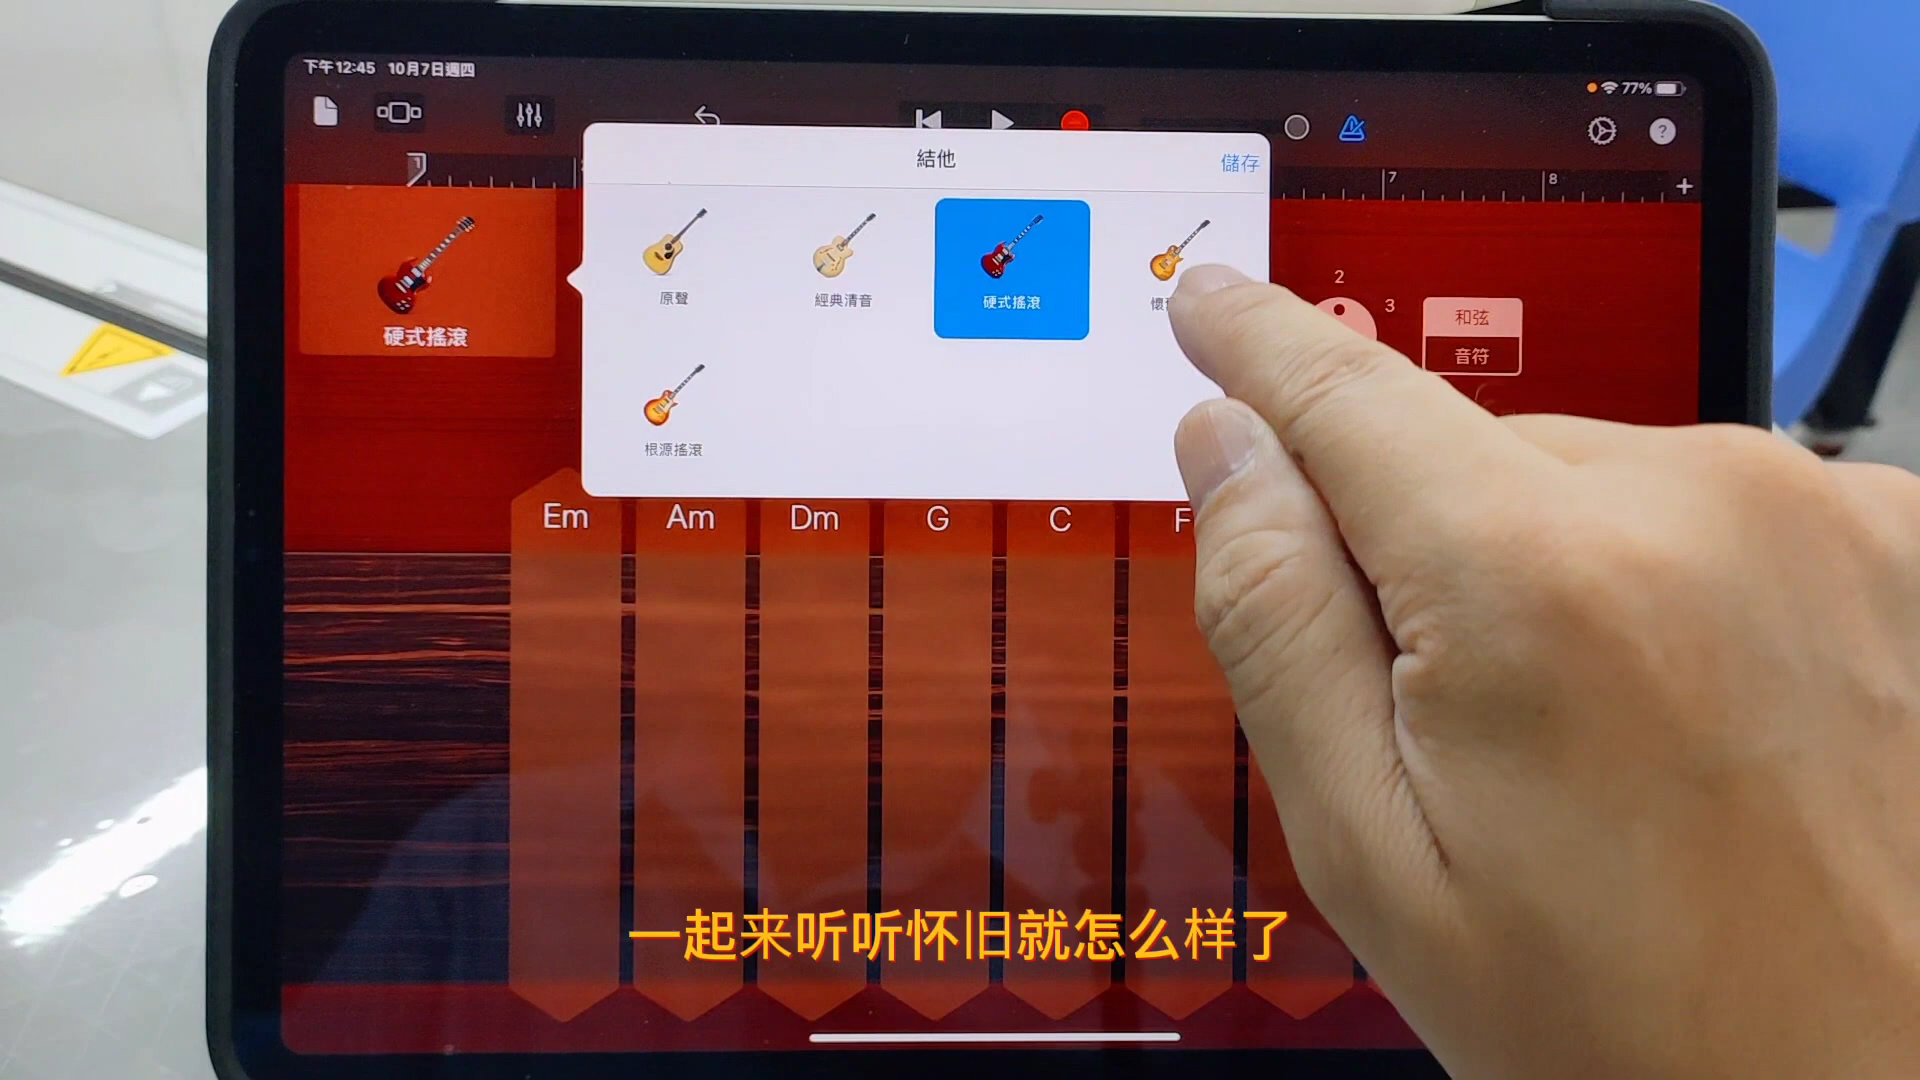 下午12:45 10月7日週四
77%
?
結他
儲存
1
7
8
+
原聲
經典清音
硬式搖滾
懷
2
3
和弦
音符
硬式搖滾
根源搖滾
Em
Am
Dm
G
C
F
一起来听听怀旧就怎么样了